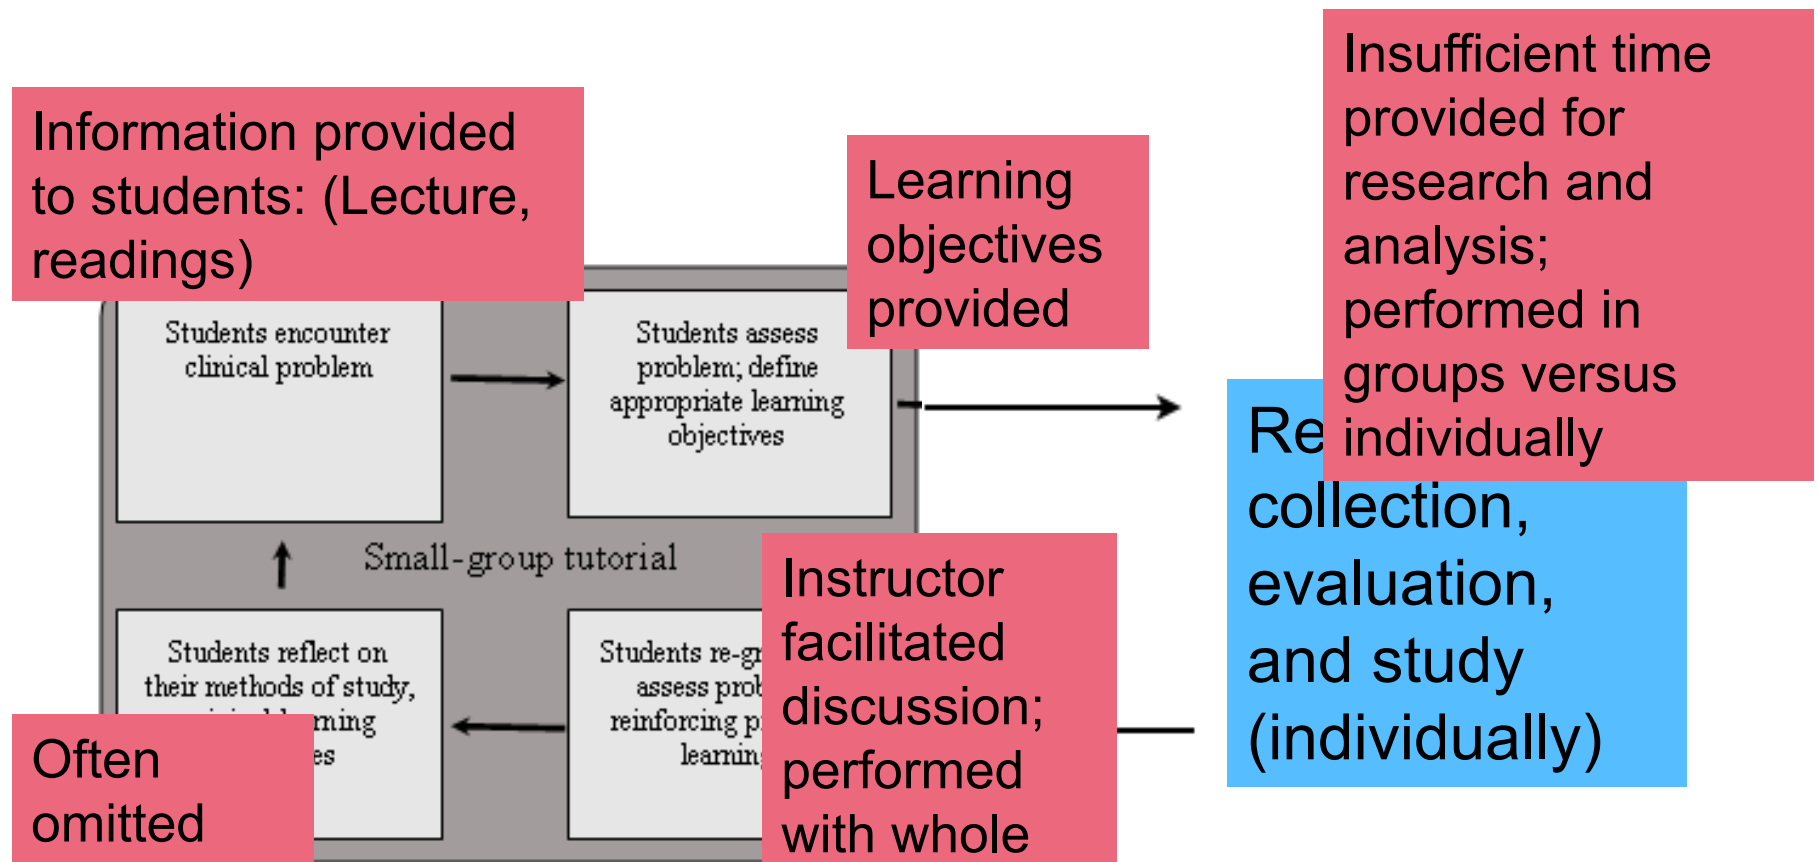 Information provided
to students: (Lecture,
readings)
Learning
objectives
provided
Insufficient time
provided for
research and
analysis;
performed in
groups versus
individually
Students encounter
clinical problem
Students assess
problem; define
appropriate learning
objectives
Re
collection,
evaluation,
and study
(individually)
Small-group tutorial
Students reflect on
their methods of study,
Often
omitted
Students re-gr
assess prob
reinforcing p
learnin
Instructor
facilitated
discussion;
performed
with whole